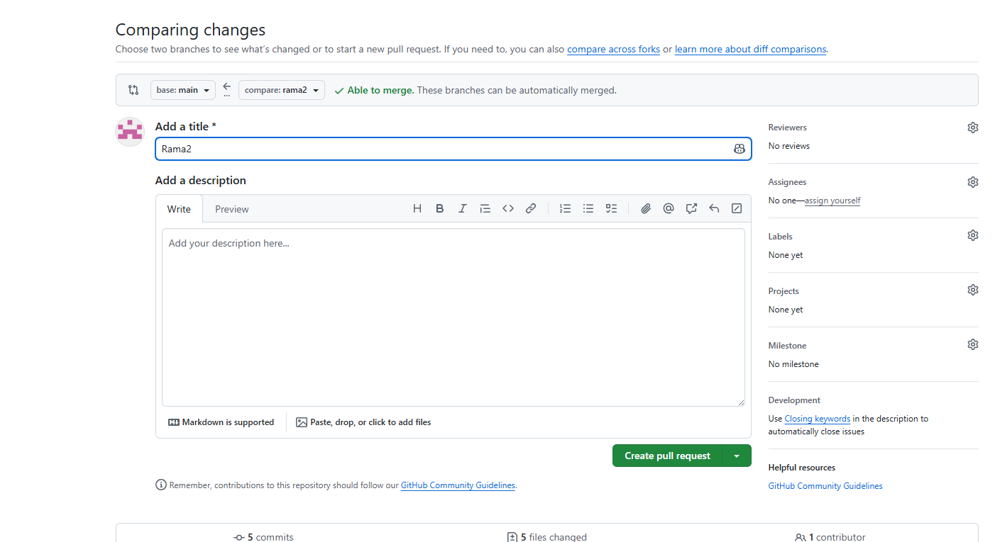 Comparing changes
Choose two branches to see what's changed or to start a new pull request. If you need to, you can also compare across forks or learn more about diff comparisons.
base: main
...
compare: rama2
Able to merge. These branches can be automatically merged.
Add a title *
Rama2
Add a description
Write
Preview
Add your description here...
Markdown is supported
Paste, drop, or click to add files
Create pull request
Remember, contributions to this repository should follow our GitHub Community Guidelines.
Reviewers
No reviews
Assignees
No one—assign yourself
Labels
None yet
Projects
None yet
Milestone
No milestone
Development
Use Closing keywords in the description to
automatically close issues
Helpful resources
GitHub Community Guidelines
5 commits
5 files changed
1 contributor